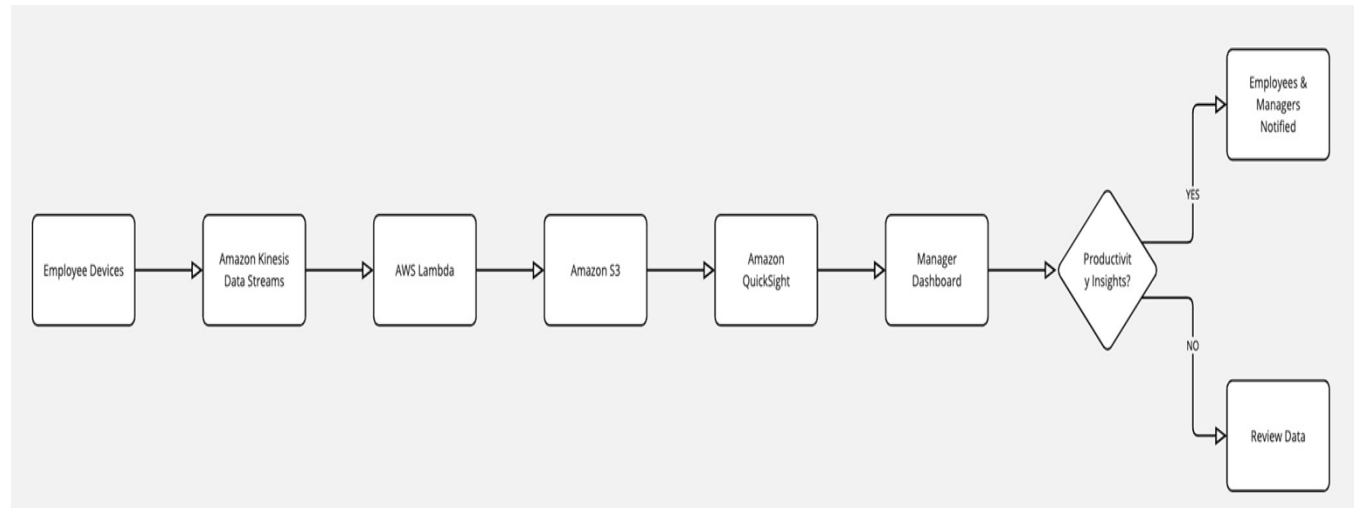 Employee Devices
Amazon Kinesis
Data Streams
AWS Lambda
Amazon S3
Amazon
QuickSight
Manager
Dashboard
Productivit
y Insights?
YES
Employees &
Managers
Notified
NO
Review Data